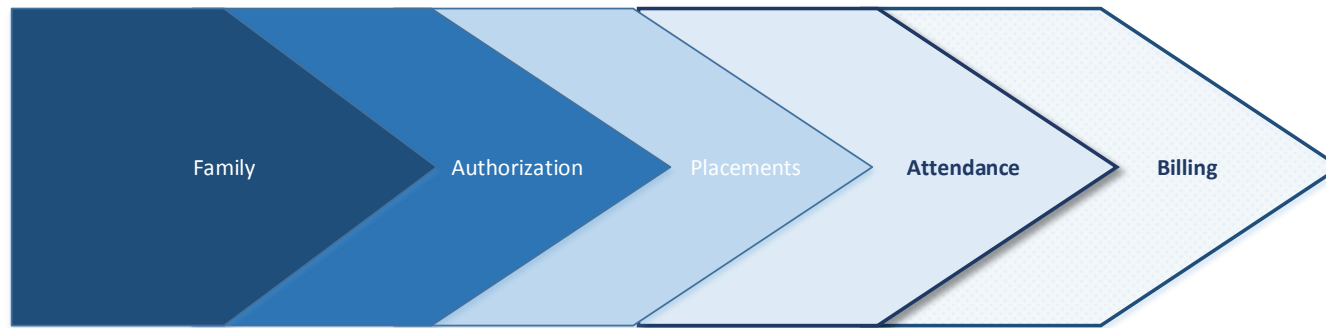 Family
Authorization
Placements
Attendance
Billing